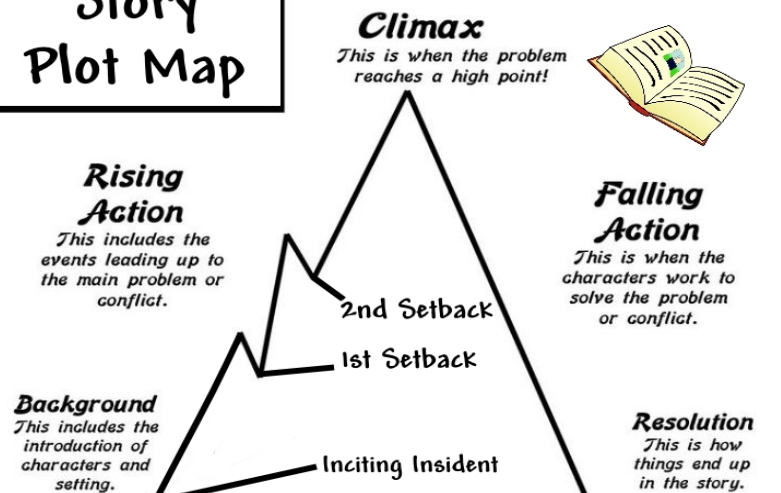 Story
Plot Map
Climax
This is when the problem
reaches a high point!
Rising
Action
This includes the
events leading up to
the main problem or
conflict.
Falling
Action
This is when the
characters work to
solve the problem
or conflict.
2nd Setback
1st Setback
Background
This includes the
introduction of
characters and
setting.
Inciting Insident
Resolution
This is how
things end up
in the story.